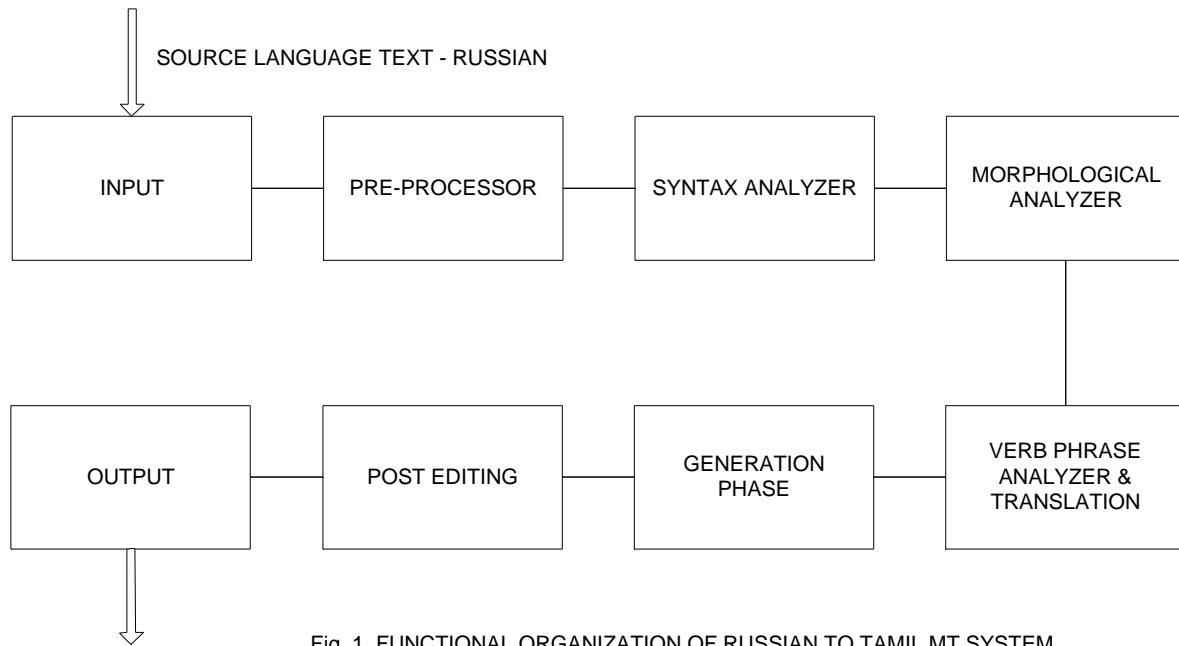 SOURCE LANGUAGE TEXT - RUSSIAN
INPUT
PRE-PROCESSOR
SYNTAX ANALYZER
MORPHOLOGICAL
ANALYZER
VERB PHRASE
ANALYZER &
TRANSLATION
GENERATION
PHASE
POST EDITING
OUTPUT
Fig. 1 FUNCTIONAL ORGANIZATION OF RUSSIAN TO TAMIL MT SYSTEM